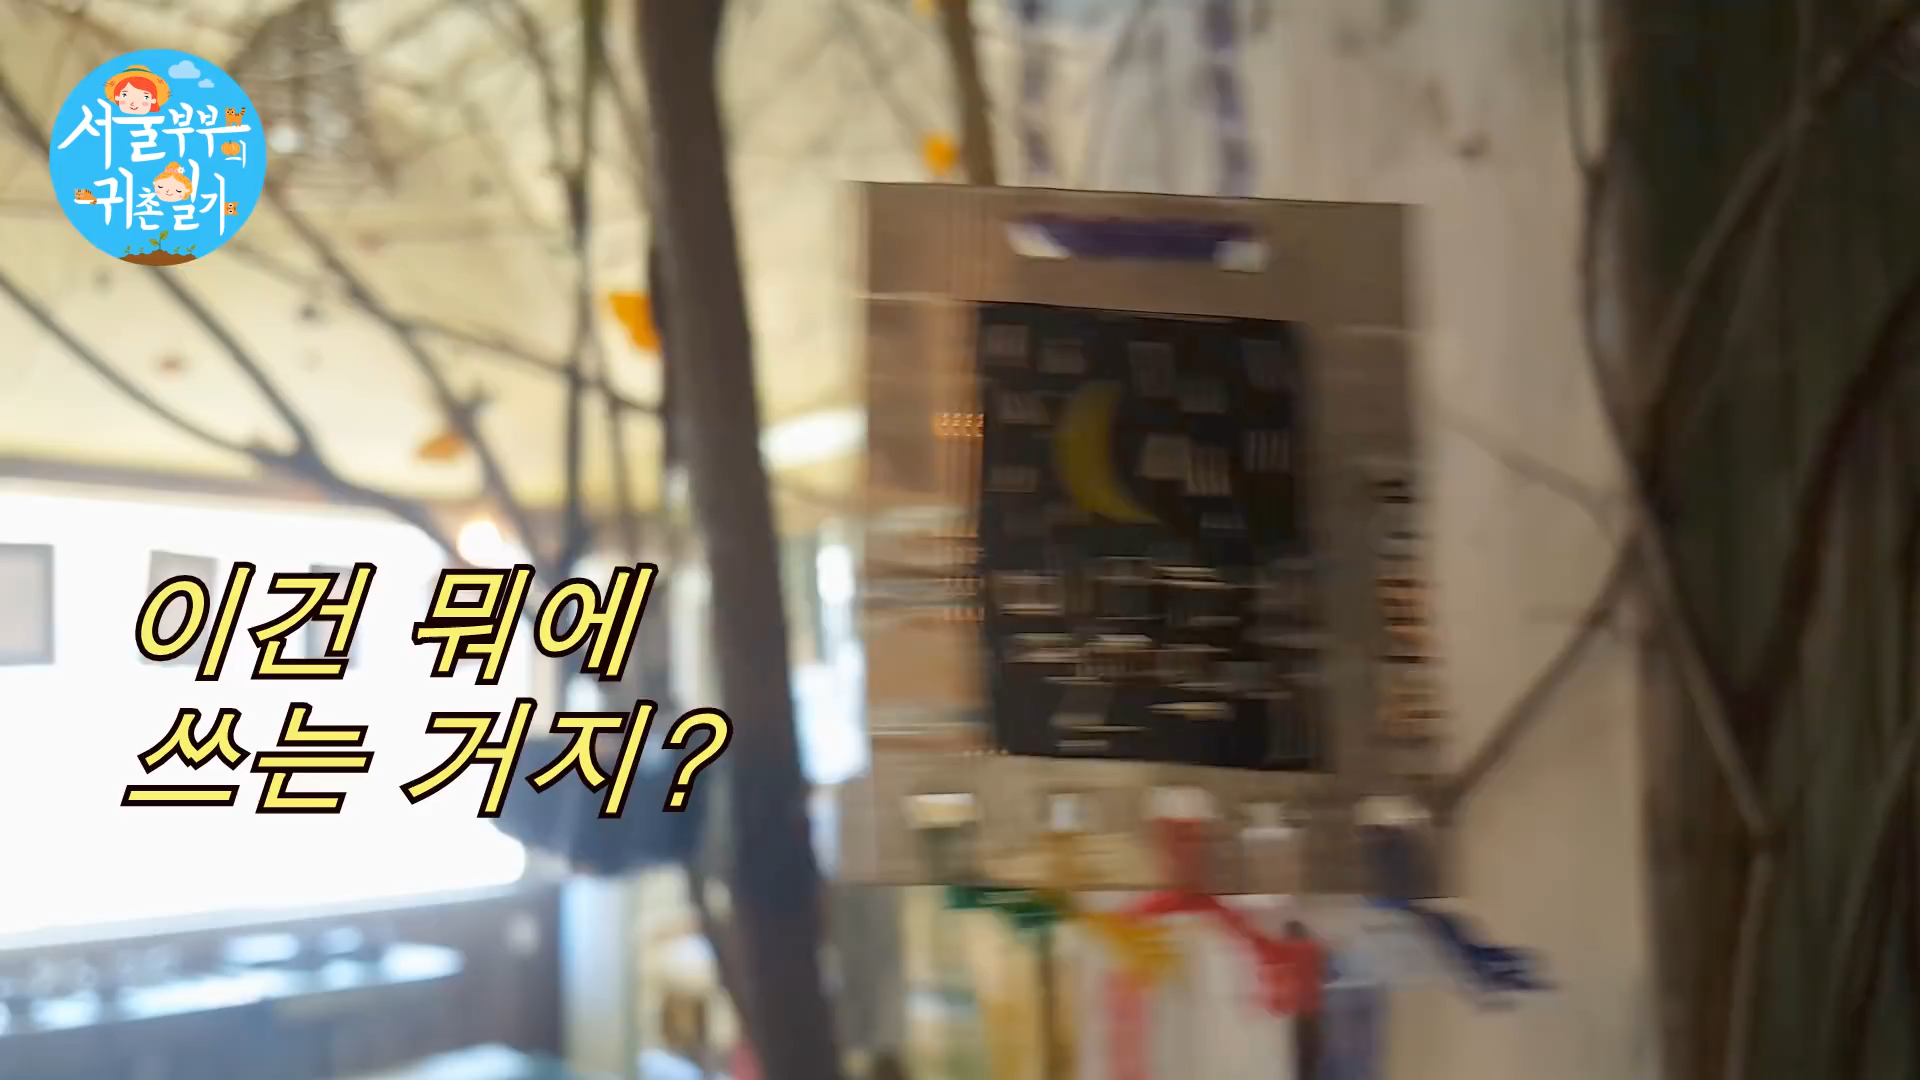 서울부부의
귀촌일기
이건 뭐에
쓰는 거지?